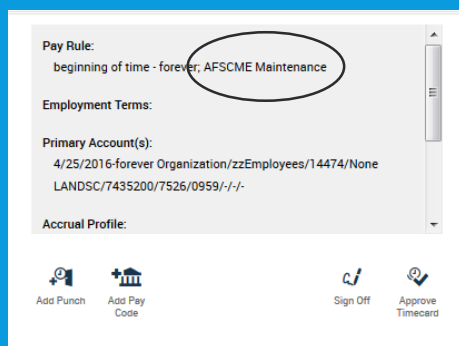 Pay Rule:
beginning of time - forever; AFSCME Maintenance
Employment Terms:
Primary Account(s):
4/25/2016-forever Organization/zzEmployees/14474/None
LANDSC/7435200/7526/0959/-/-/-
Accrual Profile:
Add Punch
Add Pay
Code
Sign Off
Approve
Timecard